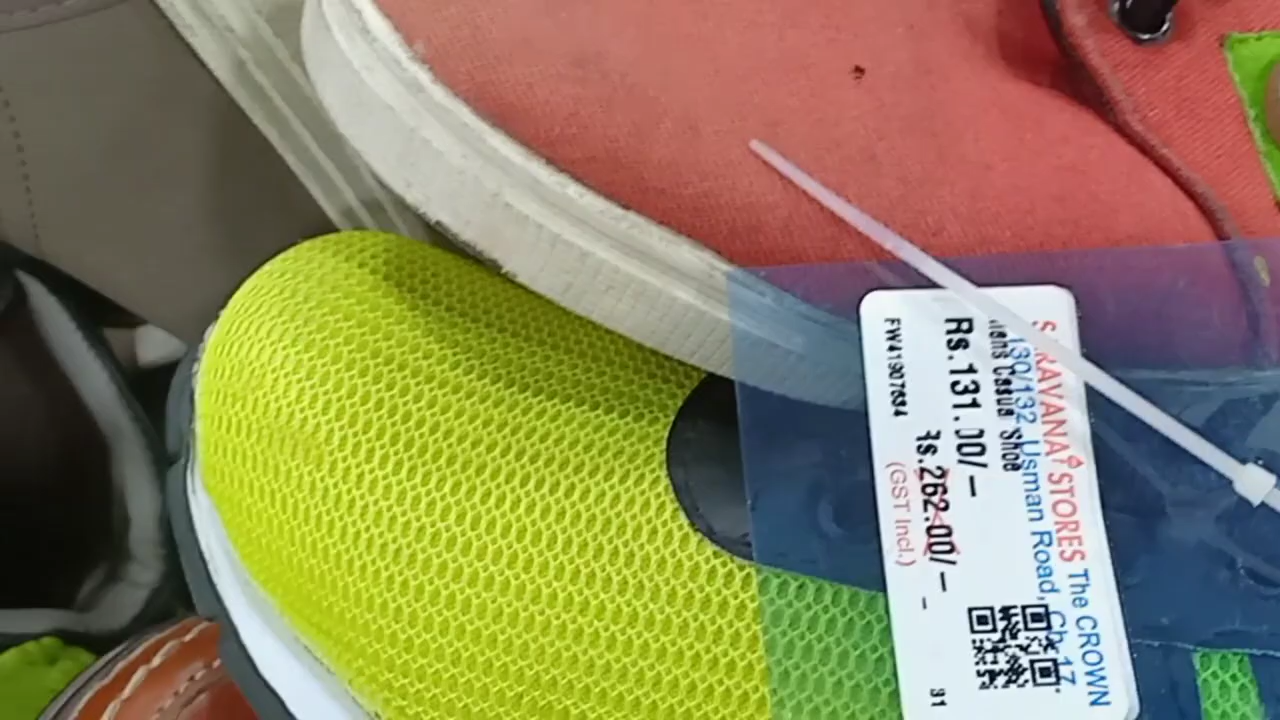 SARAVANA STORES The CROWN
130/132, Usman Road, Ch-17.
Mens Casua Shoe
Rs.131.00/-
Rs.262.00/-
(GST Incl.)
FW41907634
31